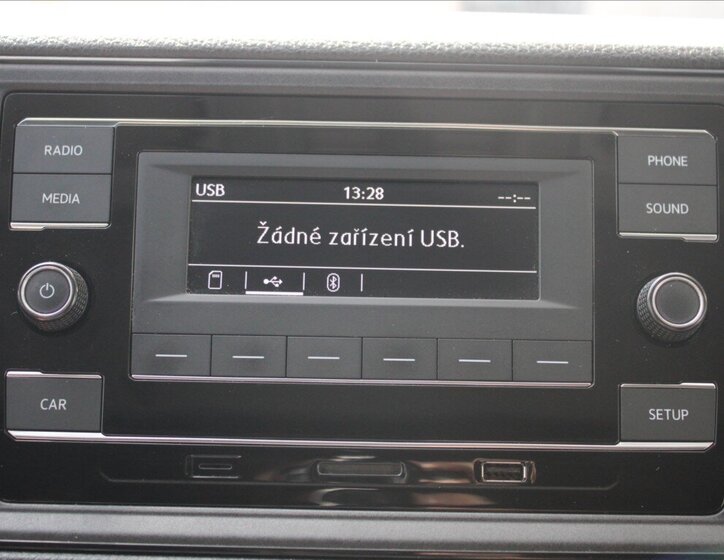 RADIO
MEDIA
PHONE
SOUND
USB 13:28 --:--
Žádné zařízení USB.
CAR
SETUP